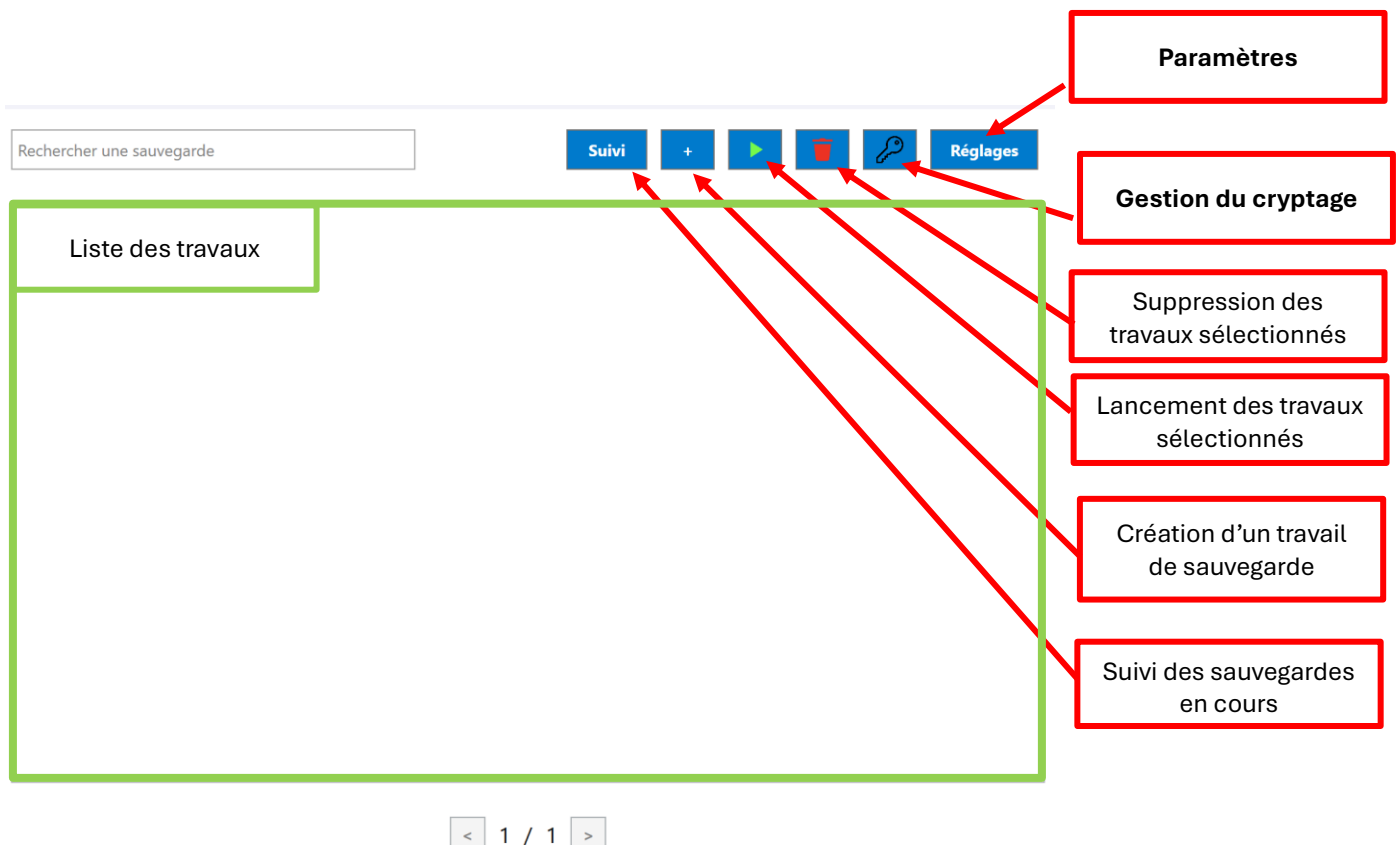 Paramètres
Rechercher une sauvegarde
Suivi
+
Réglages
Gestion du cryptage
Liste des travaux
Suppression des
travaux sélectionnés
Lancement des travaux
sélectionnés
Création d’un travail
de sauvegarde
Suivi des sauvegardes
en cours
< 1 / 1 >